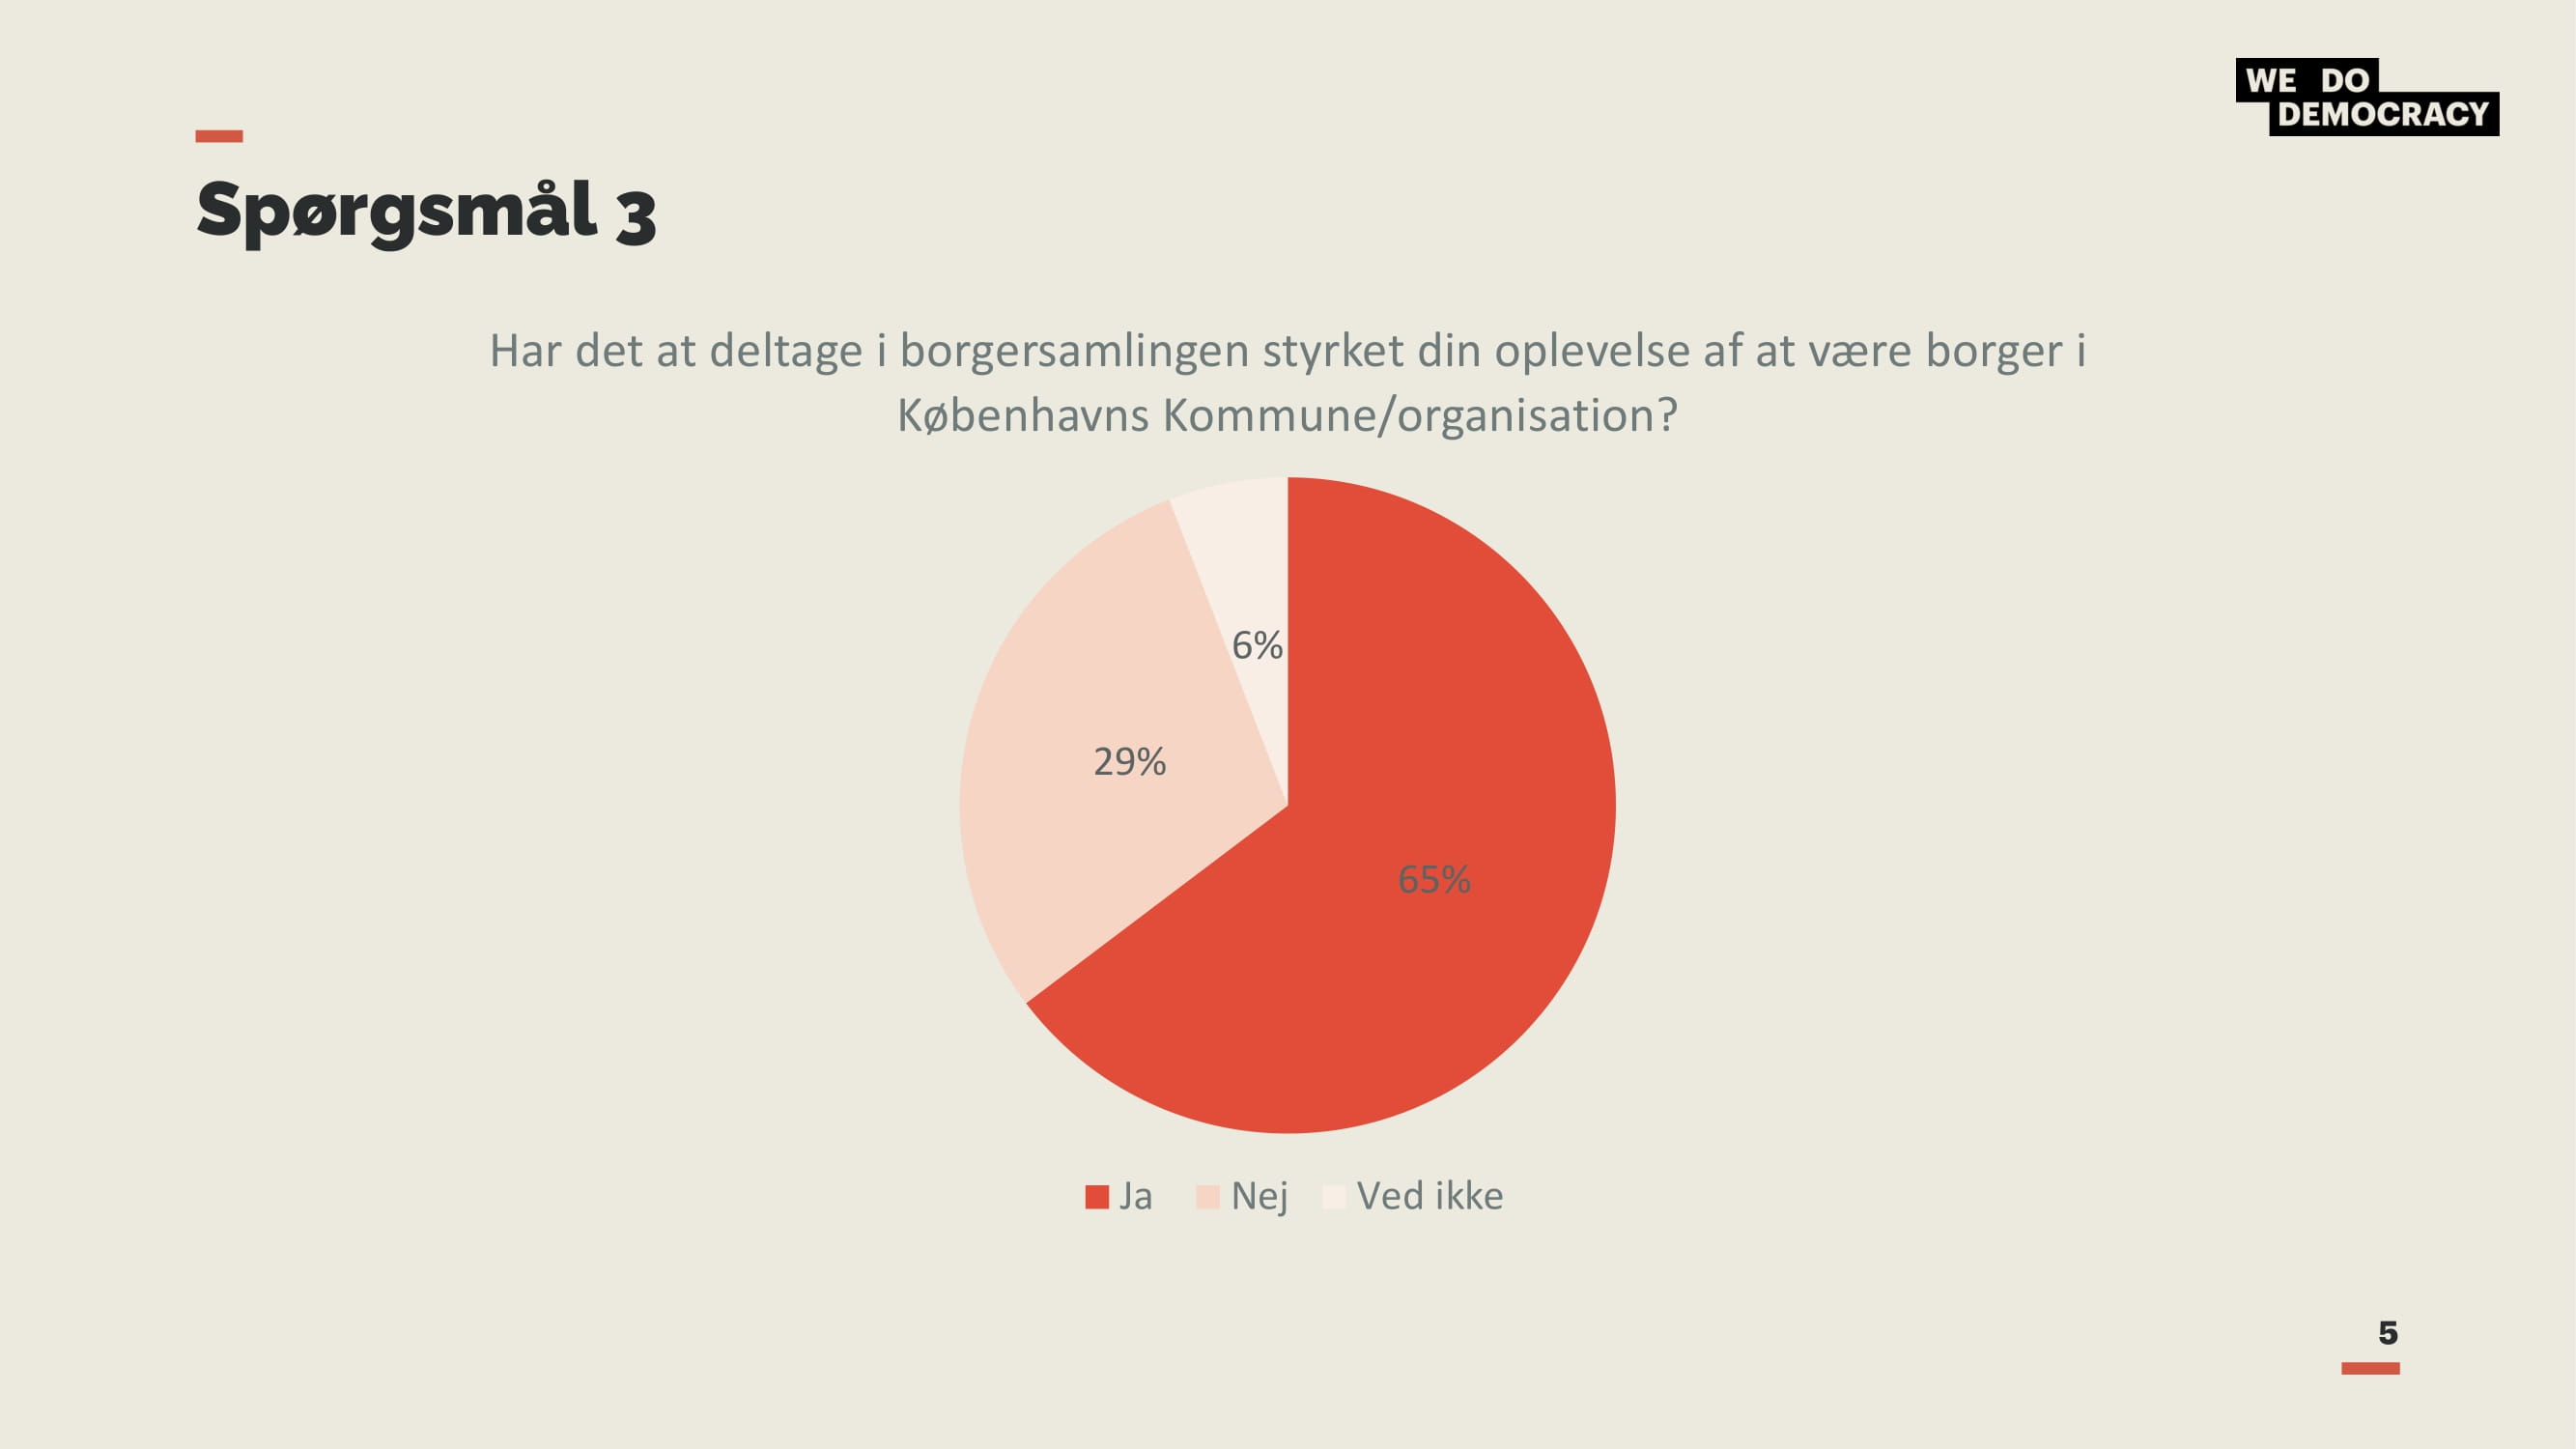 WE DO
DEMOCRACY
Spørgsmål 3
Har det at deltage i borgersamlingen styrket din oplevelse af at være borger i
Københavns Kommune/organisation?
6%
29%
65%
Ja Nej Ved ikke
5